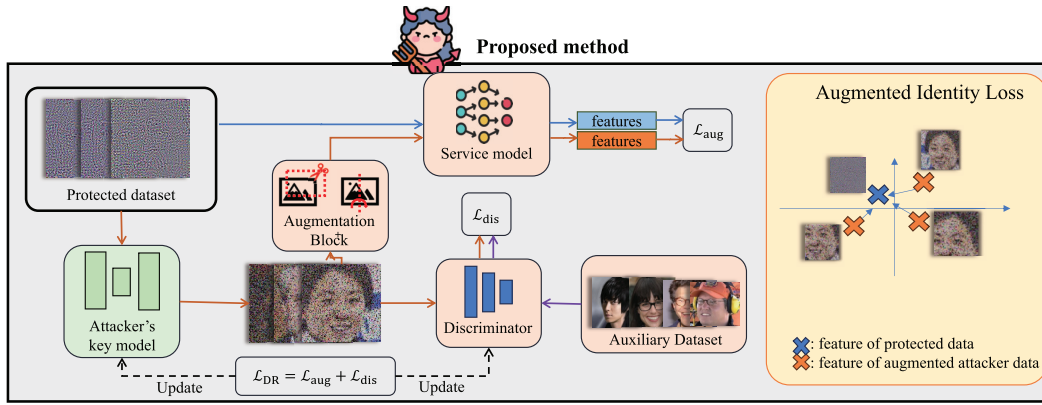 Proposed method
Protected dataset
Service model
features
features
ℒaug
Augmented Identity Loss
Augmentation
Block
ℒdis
Attacker's
key model
Discriminator
Auxiliary Dataset
Update
ℒDR = ℒaug + ℒdis
Update
: feature of protected data
: feature of augmented attacker data